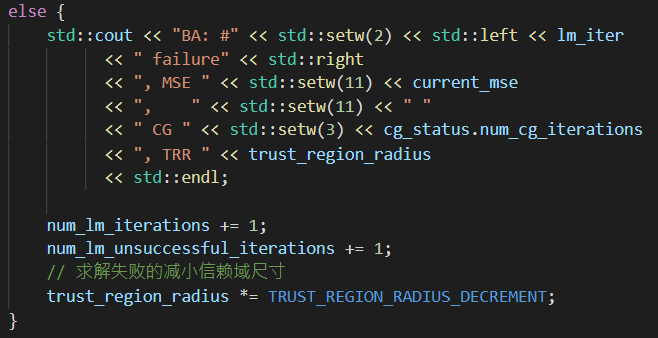 else {
    std::cout << "BA: #" << std::setw(2) << std::left << lm_iter
        << " failure" << std::right
        << ", MSE " << std::setw(11) << current_mse
        << ",    " << std::setw(11) << " "
        << " CG " << std::setw(3) << cg_status.num_cg_iterations
        << ", TRR " << trust_region_radius
        << std::endl;

    num_lm_iterations += 1;
    num_lm_unsuccessful_iterations += 1;
    // 求解失败的减小信赖域尺寸
    trust_region_radius *= TRUST_REGION_RADIUS_DECREMENT;
}